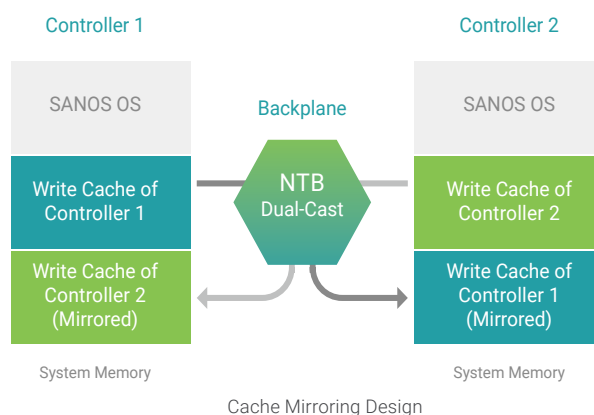 Controller 1
Controller 2
SANOS OS
Backplane
SANOS OS
Write Cache of
Controller 1
NTB
Dual-Cast
Write Cache of
Controller 2
Write Cache of
Controller 2
(Mirrored)
Write Cache of
Controller 1
(Mirrored)
System Memory
System Memory
Cache Mirroring Design